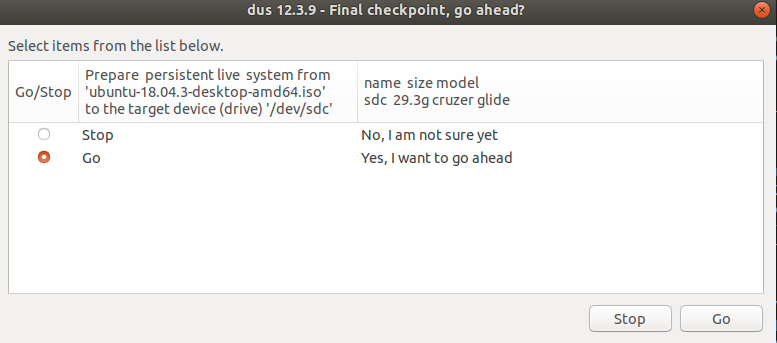 dus 12.3.9 - Final checkpoint, go ahead?
Select items from the list below.
Go/Stop
Prepare persistent live system from
'ubuntu-18.04.3-desktop-amd64.iso'
to the target device (drive) '/dev/sdc'
name size model
sdc 29.3g cruzer glide
Stop No, I am not sure yet
Go Yes, I want to go ahead
Stop Go